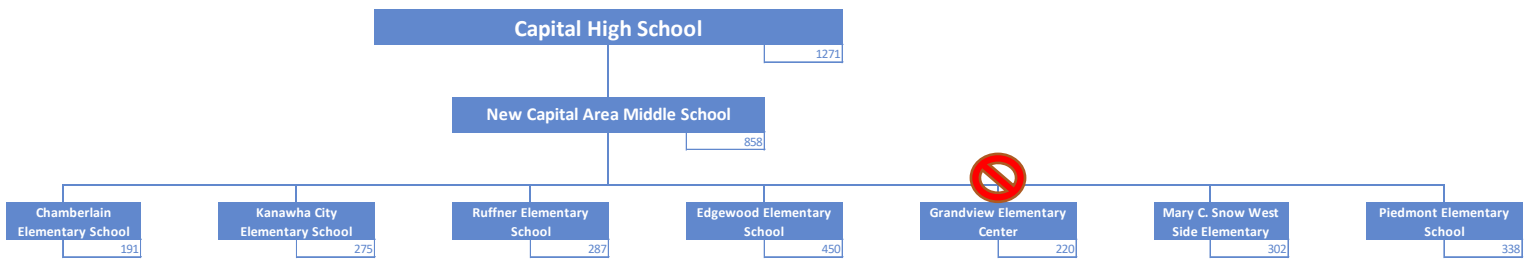 Capital High School
1271
New Capital Area Middle School
858
Chamberlain
Elementary School
191
Kanawha City
Elementary School
275
Ruffner Elementary
School
287
Edgewood Elementary
School
450
Grandview Elementary
Center
220
Mary C. Snow West
Side Elementary
302
Piedmont Elementary
School
338